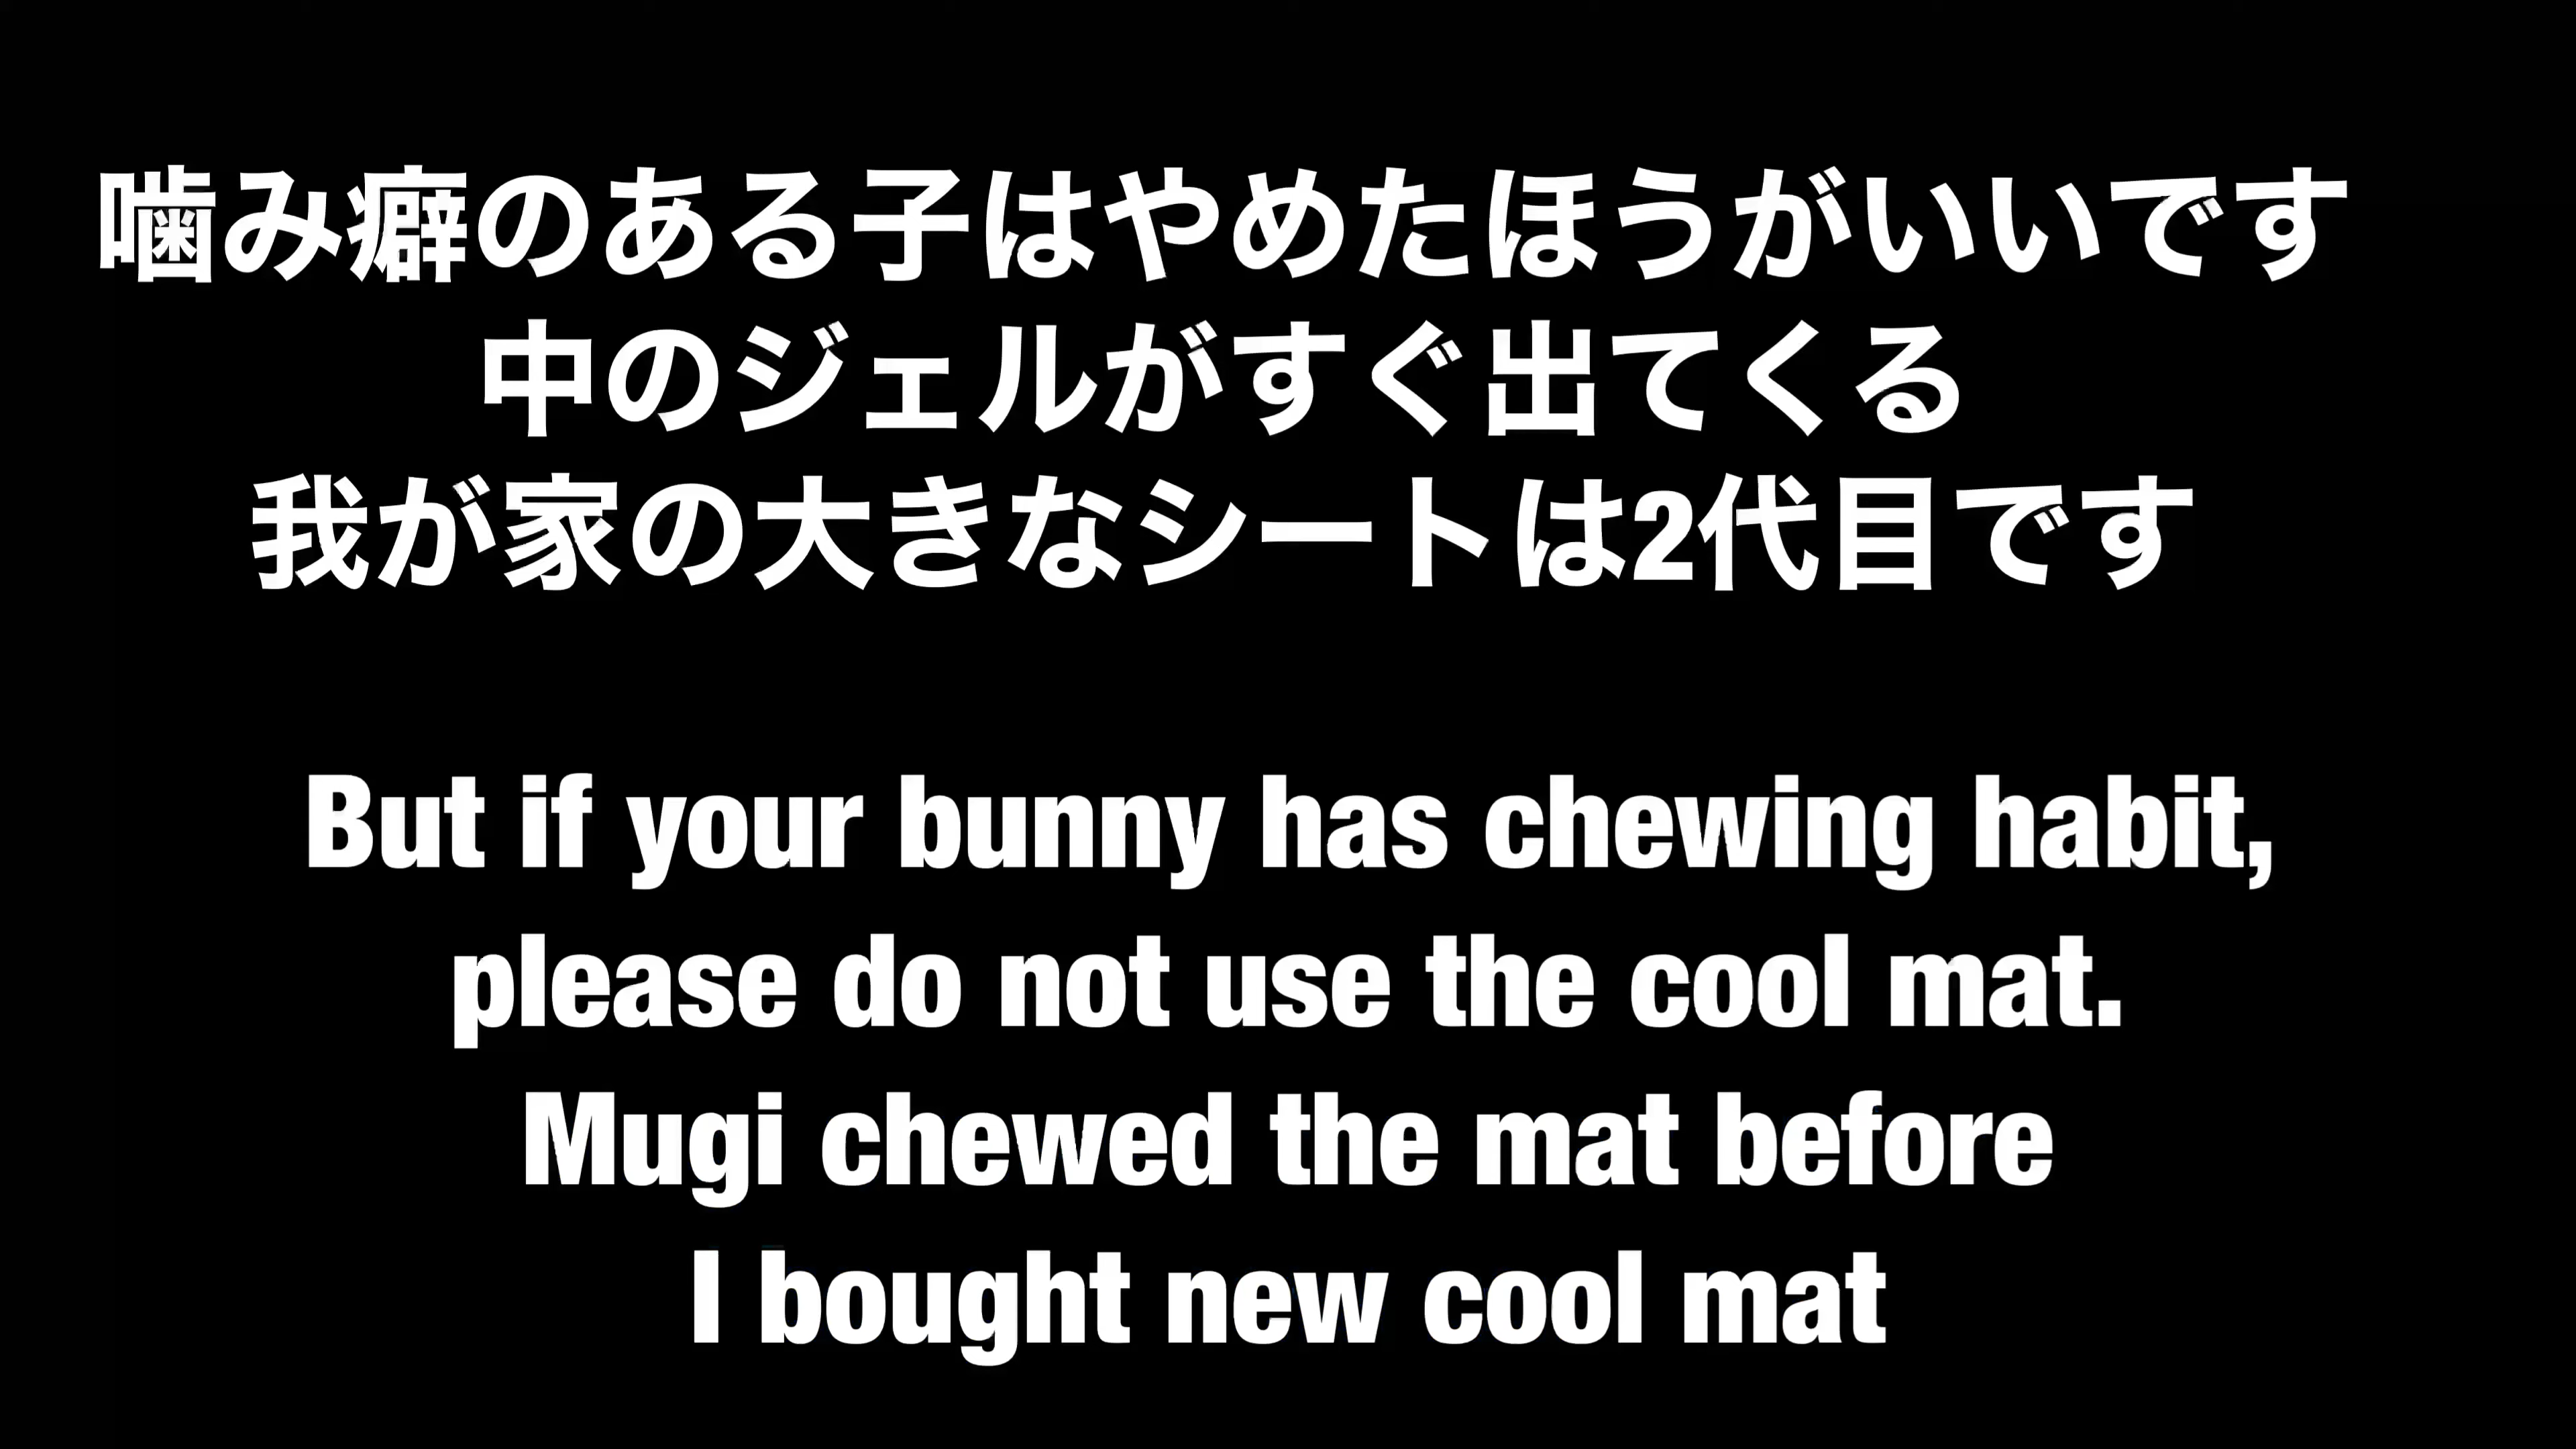 噛み癖のある子はやめたほうがいいです
中のジェルがすぐ出てくる
我が家の大きなシートは2代目です
But if your bunny has chewing habit,
please do not use the cool mat.
Mugi chewed the mat before
I bought new cool mat